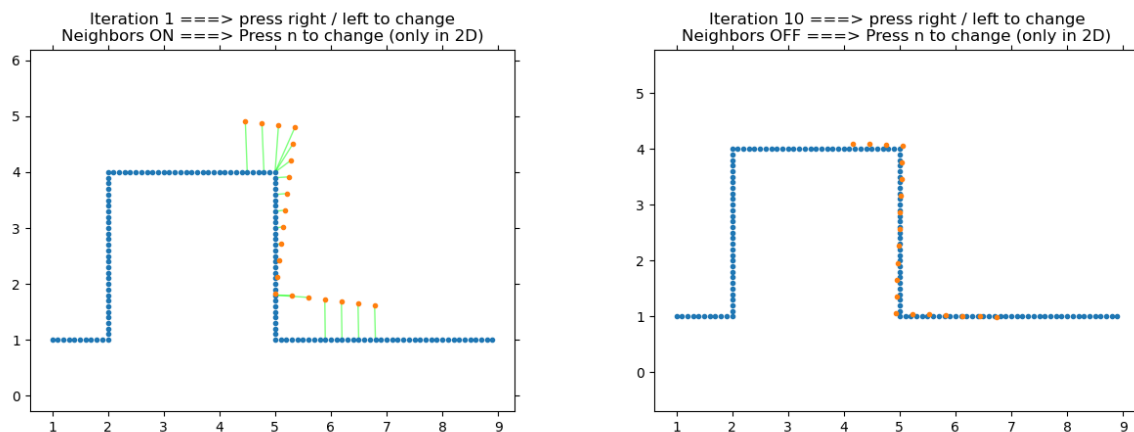 Iteration 1 ===> press right / left to change
Neighbors ON ===> Press n to change (only in 2D)
6
5
4
3
2
1
0
1 2 3 4 5 6 7 8 9
Iteration 10 ===> press right / left to change
Neighbors OFF ===> Press n to change (only in 2D)
5
4
3
2
1
0
1 2 3 4 5 6 7 8 9